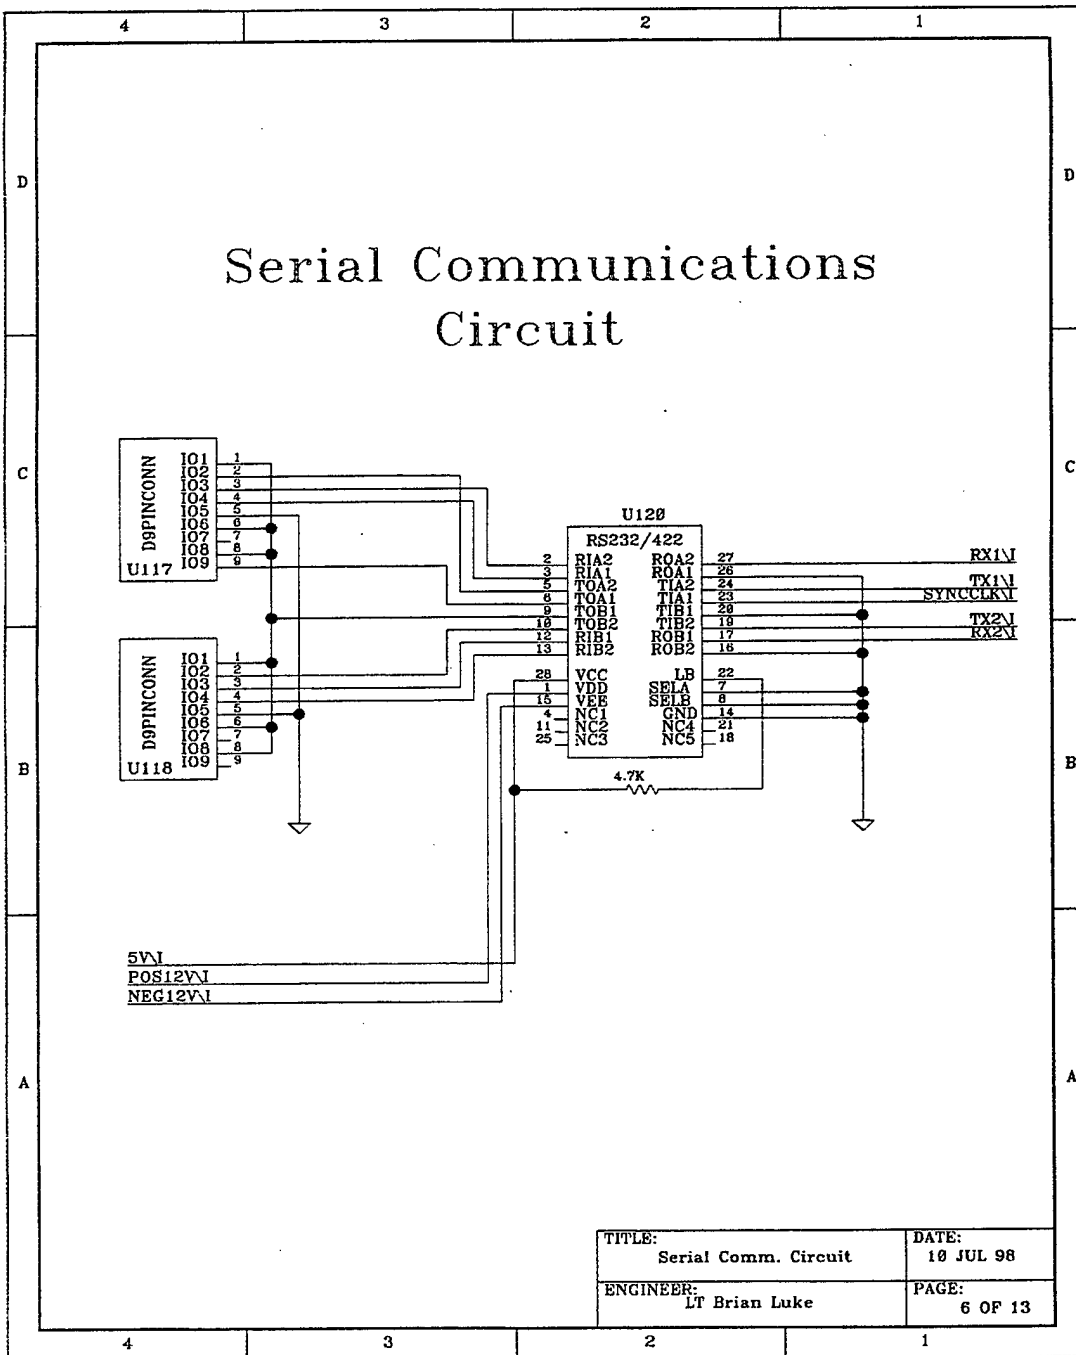 4 3 2 1
D D
Serial Communications
Circuit
C C
D9PINCONN
IO1 1
IO2 2
IO3 3
IO4 4
IO5 5
IO6 6
IO7 7
IO8 8
IO9 9
U117
U120
RS232/422
2 RIA2 ROA2 27 RX1\I
3 RIA1 ROA1 26
5 TOA2 TIA2 24 TX1\I
6 TOA1 TIA1 23 SYNCCLK\I
9 TOB1 TIB1 20
10 TOB2 TIB2 19 TX2\I
12 RIB1 ROB1 17 RX2\I
13 RIB2 ROB2 16
28 VCC LB 22
1 VDD SELA 7
15 VEE SELB 8
4 NC1 GND 14
11 NC2 NC4 21
25 NC3 NC5 18
D9PINCONN
IO1 1
IO2 2
IO3 3
IO4 4
IO5 5
IO6 6
IO7 7
IO8 8
IO9 9
U118
B B
4.7K
5V\I
POS12V\I
NEG12V\I
A A
TITLE: DATE:
Serial Comm. Circuit 10 JUL 98
ENGINEER: PAGE:
LT Brian Luke 6 OF 13
4 3 2 1